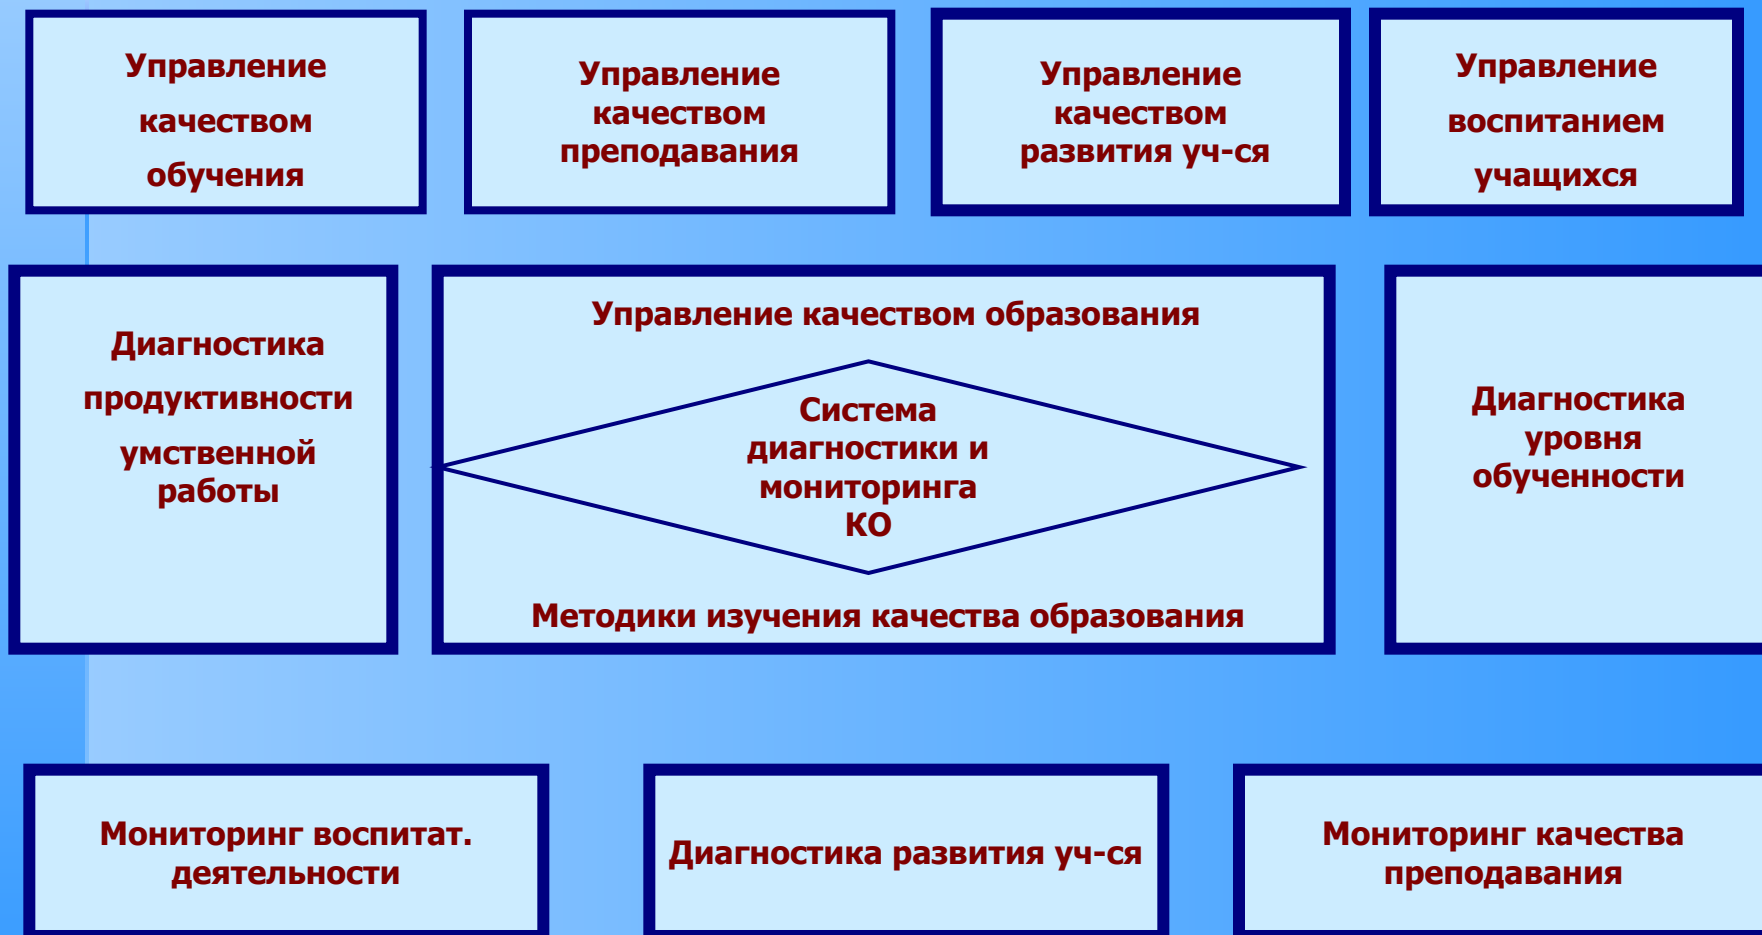 Управление
качеством
обучения
Управление
качеством
преподавания
Управление
качеством
развития уч-ся
Управление
воспитанием
учащихся
Диагностика
продуктивности
умственной
работы
Управление качеством образования
Система
диагностики и
мониторинга
КО
Методики изучения качества образования
Диагностика
уровня
обученности
Мониторинг воспитат.
деятельности
Диагностика развития уч-ся
Мониторинг качества
преподавания